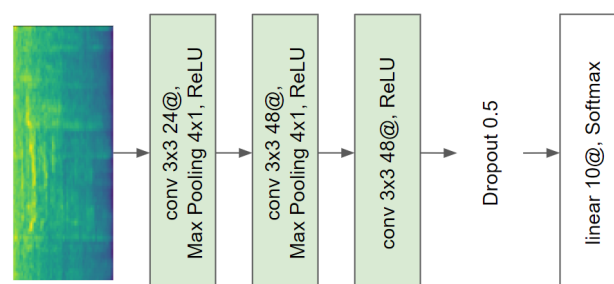 conv 3x3 24@,
Max Pooling 4x1, ReLU
conv 3x3 48@,
Max Pooling 4x1, ReLU
conv 3x3 48@, ReLU
Dropout 0.5
linear 10@, Softmax